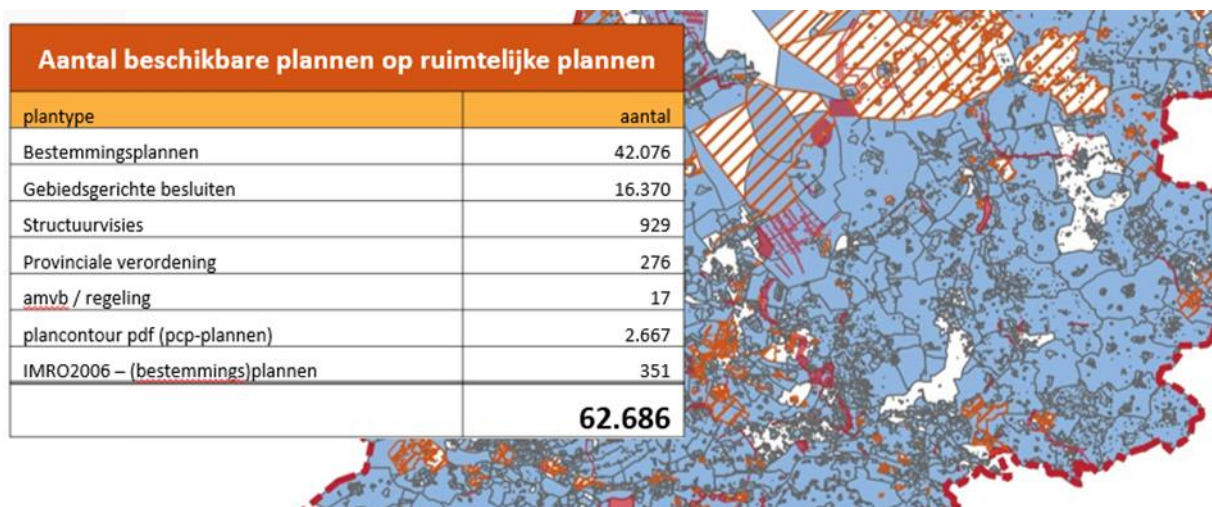 Aantal beschikbare plannen op ruimtelijke plannen
plantype aantal
Bestemmingsplannen 42.076
Gebiedsgerichte besluiten 16.370
Structuurvisies 929
Provinciale verordening 276
amvb / regeling 17
plancontour pdf (pcp-plannen) 2.667
IMRO2006 – (bestemmings)plannen 351
62.686